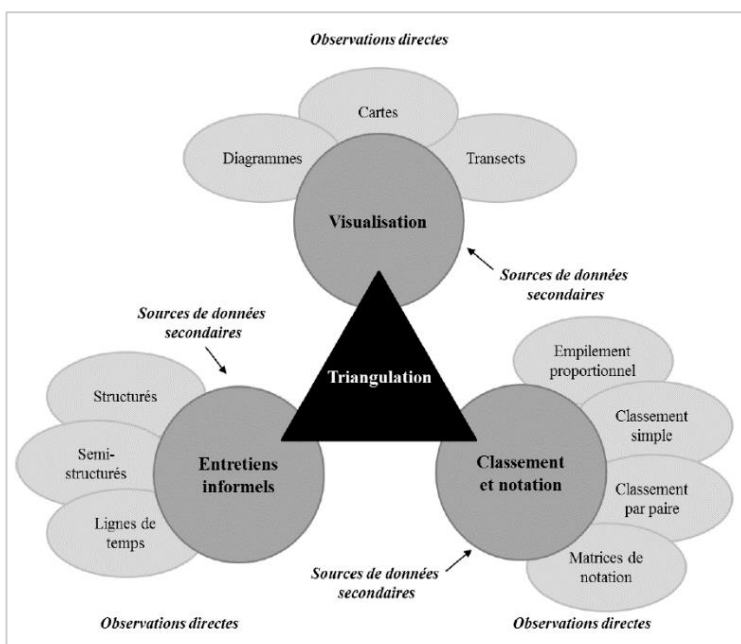 Observations directes
Cartes
Diagrammes
Transects
Visualisation
Sources de données
secondaires
Sources de données
secondaires
Triangulation
Structurés
Semi-
structurés
Lignes de
temps
Entretiens
informels
Empilement
proportionnel
Classement
simple
Classement
par paire
Matrices de
notation
Classement
et notation
Sources de données
secondaires
Observations directes
Observations directes